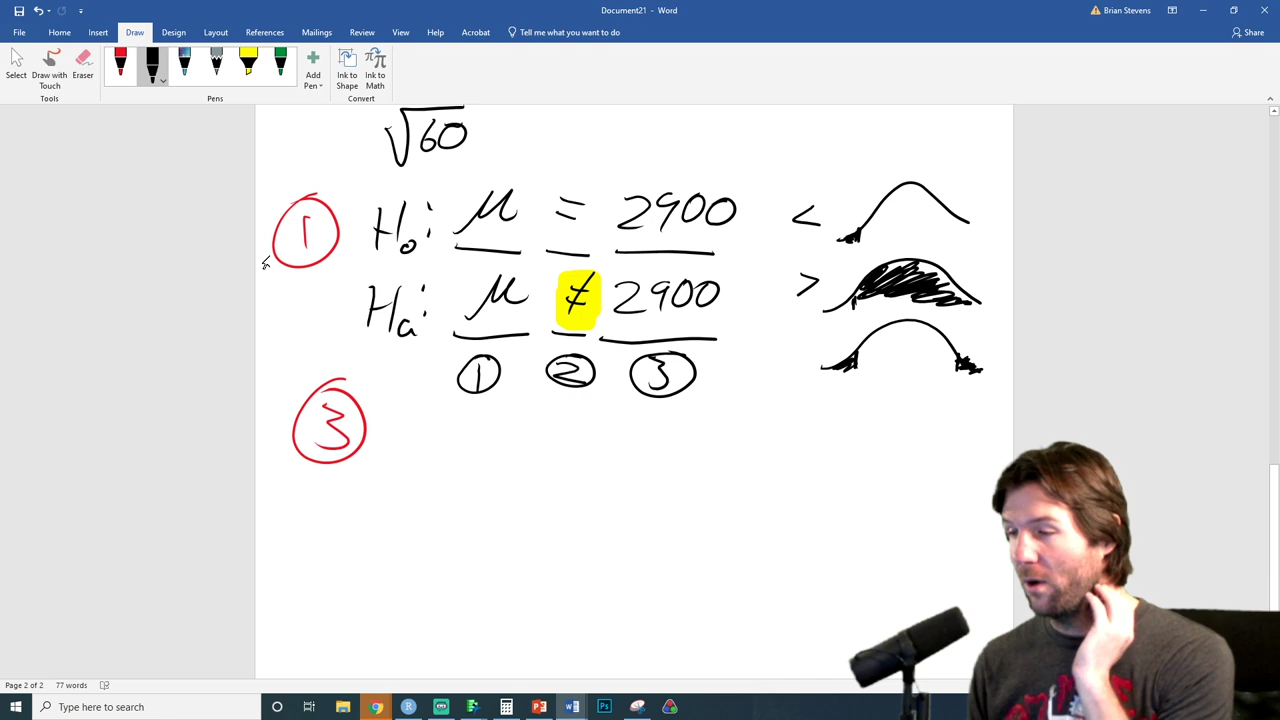 Document21 - Word
Brian Stevens
File Home Insert Draw Design Layout References Mailings Review View Help Acrobat Tell me what you want to do
Share
Select
Draw with Touch
Eraser
Add Pen
Ink to Shape
Ink to Math
Tools
Pens
Convert
√60
① H₀: μ = 2900 <
Hₐ: μ ≠ 2900 >
① ② ③
③
Page 2 of 2 77 words
Type here to search